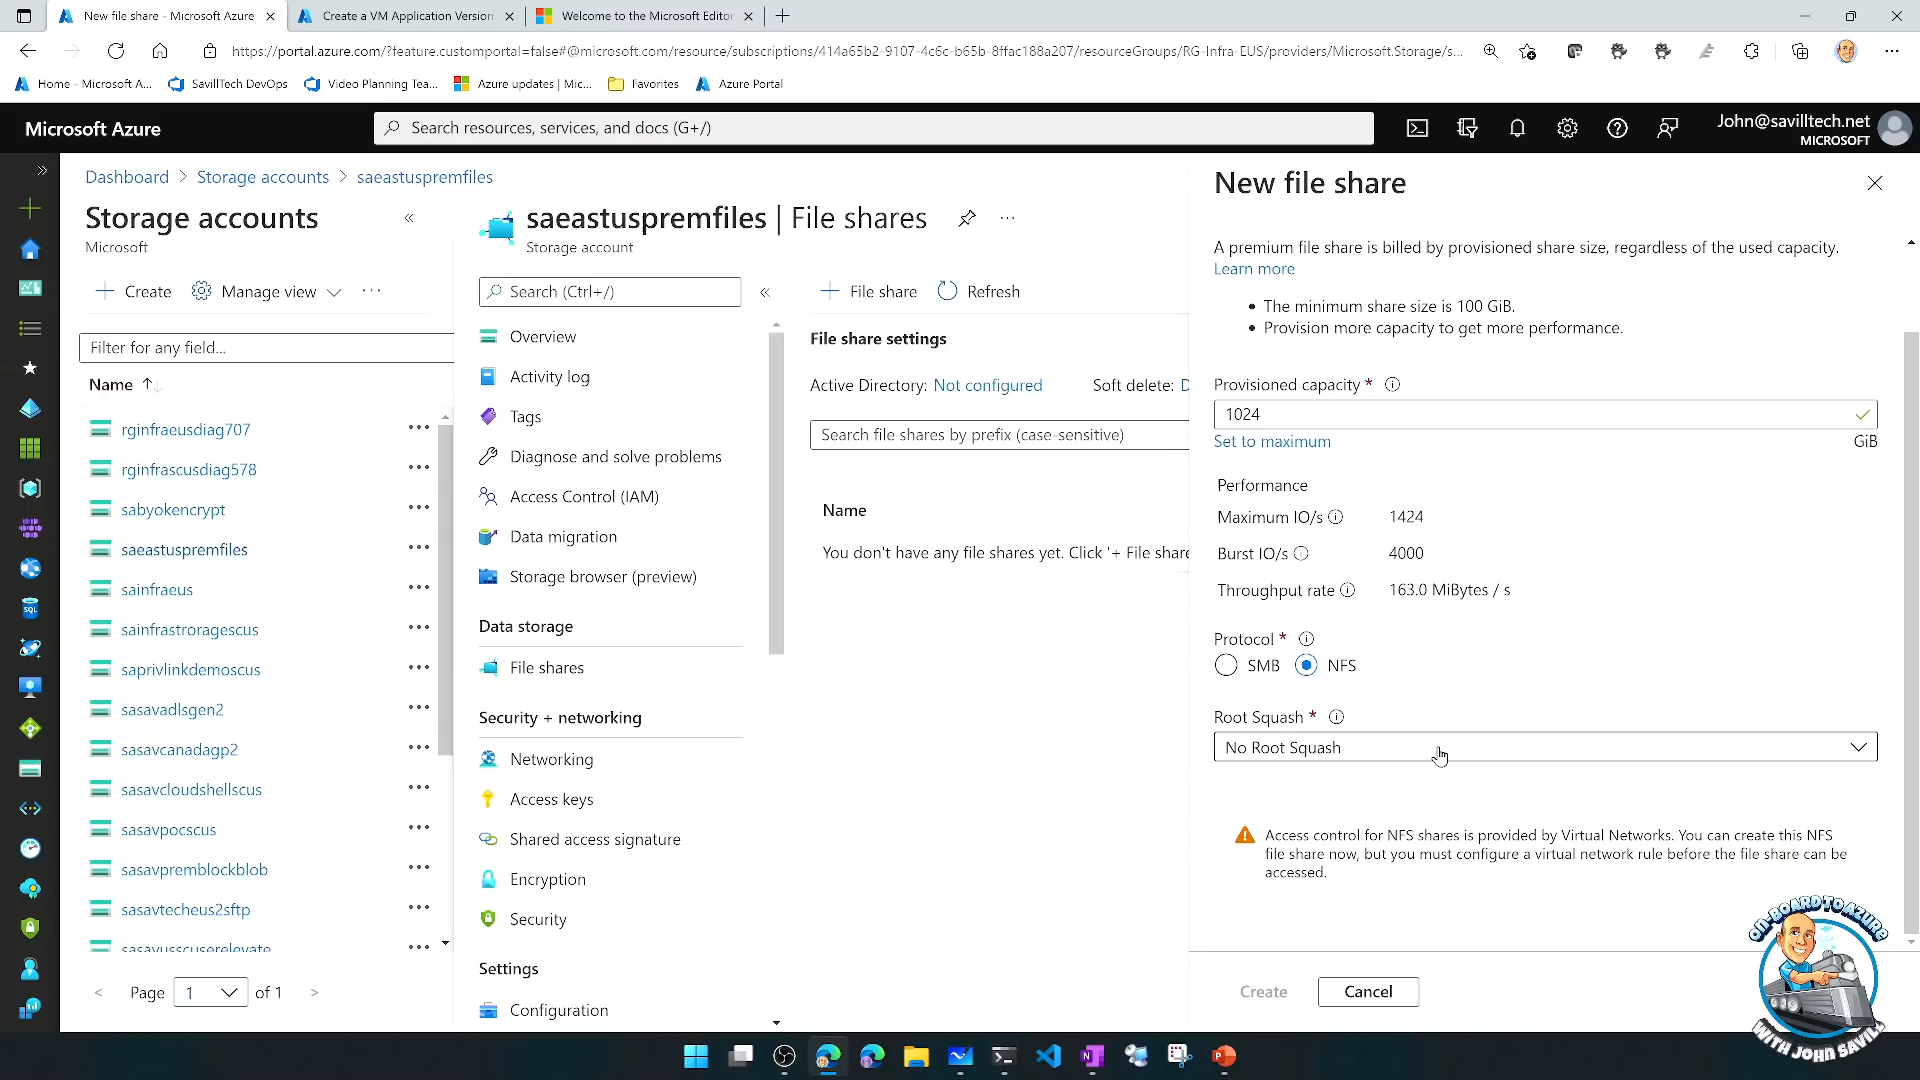 New file share - Microsoft Azure
Create a VM Application Version
Welcome to the Microsoft Editor
https://portal.azure.com/?feature.customportal=false#@microsoft.com/resource/subscriptions/414a65b2-9107-4c6c-b65b-8ffac188a207/resourceGroups/RG-Infra-EUS/providers/Microsoft.Storage/s...
Home - Microsoft A...
SavillTech DevOps
Video Planning Tea...
Azure updates | Mic...
Favorites
Azure Portal
Microsoft Azure
Search resources, services, and docs (G+/)
John@savilltech.net
MICROSOFT
Dashboard > Storage accounts > saeastuspremfiles
Storage accounts
Microsoft
Create
Manage view
Filter for any field...
Name
rginfraeusdiag707
rginfrascusdiag578
sabyokencrypt
saeastuspremfiles
sainfraeus
sainfrastroragescus
saprivlinkdemoscus
sasavadlsgen2
sasavcanadagp2
sasavcloudshellscus
sasavpocscus
sasavpremblockblob
sasavtecheus2sftp
sasavusscuserelevate
< Page 1 of 1 >
saeastuspremfiles | File shares
Storage account
Search (Ctrl+/)
Overview
Activity log
Tags
Diagnose and solve problems
Access Control (IAM)
Data migration
Storage browser (preview)
Data storage
File shares
Security + networking
Networking
Access keys
Shared access signature
Encryption
Security
Settings
Configuration
File share
Refresh
File share settings
Active Directory: Not configured
Soft delete: D
Search file shares by prefix (case-sensitive)
Name
You don't have any file shares yet. Click '+ File share
New file share
A premium file share is billed by provisioned share size, regardless of the used capacity.
Learn more
• The minimum share size is 100 GiB.
• Provision more capacity to get more performance.
Provisioned capacity *
1024
Set to maximum
GiB
Performance
Maximum IO/s 1424
Burst IO/s 4000
Throughput rate 163.0 MiBytes / s
Protocol *
SMB
NFS
Root Squash *
No Root Squash
Access control for NFS shares is provided by Virtual Networks. You can create this NFS
file share now, but you must configure a virtual network rule before the file share can be
accessed.
Create
Cancel
ON-BOARD TO AZURE
WITH JOHN SAVILL